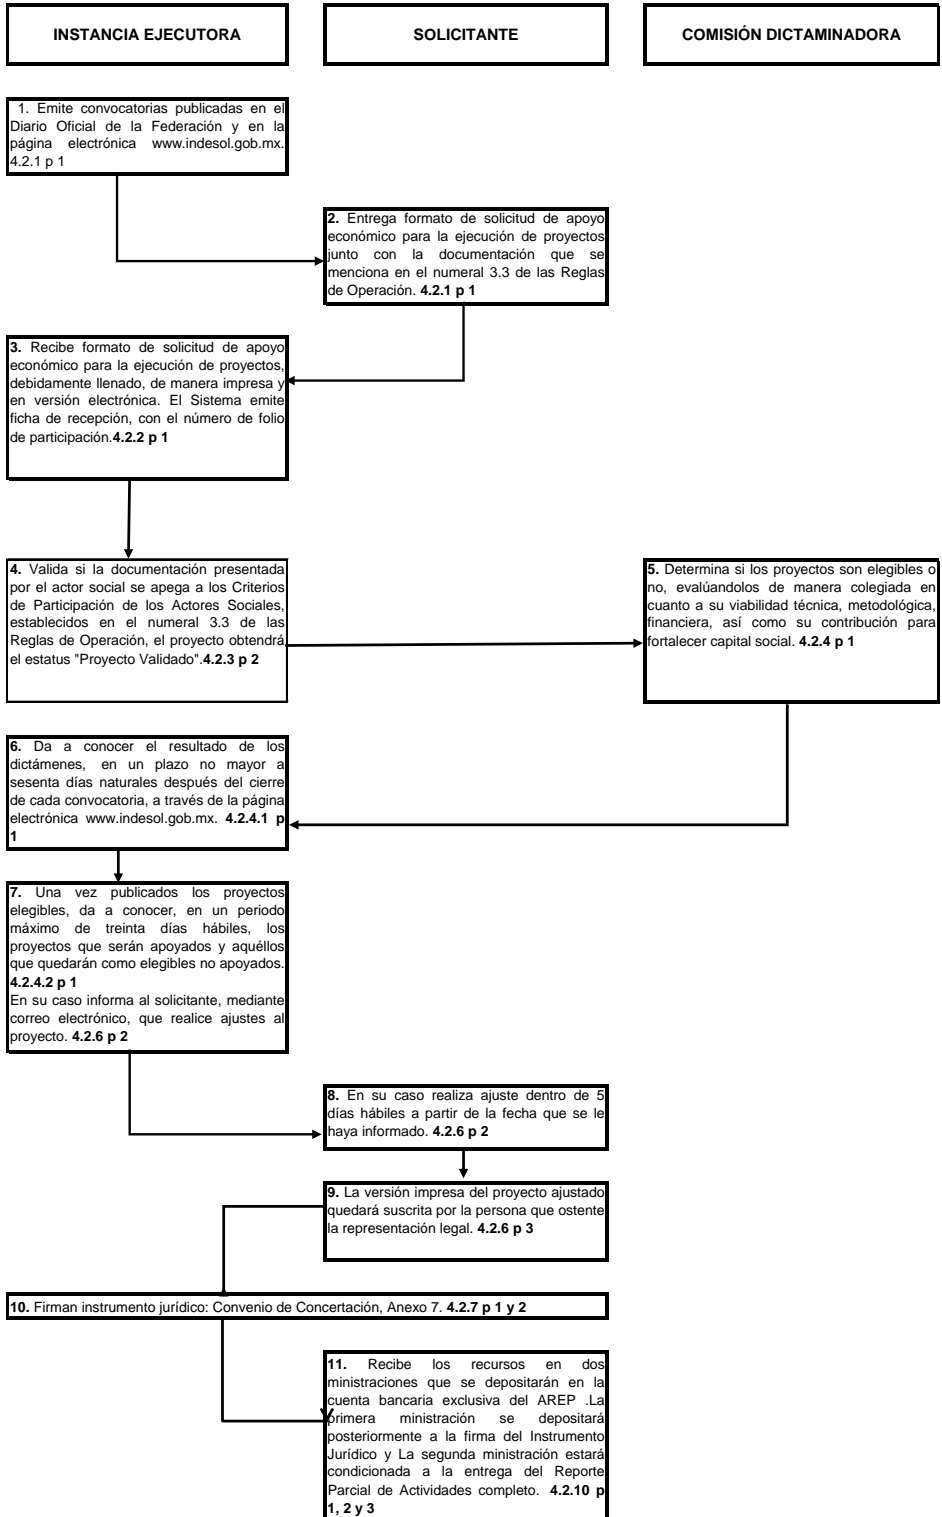 INSTANCIA EJECUTORA
SOLICITANTE
COMISIÓN DICTAMINADORA
1. Emite convocatorias publicadas en el
Diario Oficial de la Federación y en la
página electrónica www.indesol.gob.mx.
4.2.1 p 1
2. Entrega formato de solicitud de apoyo
económico para la ejecución de proyectos
junto con la documentación que se
menciona en el numeral 3.3 de las Reglas
de Operación. 4.2.1 p 1
3. Recibe formato de solicitud de apoyo
económico para la ejecución de proyectos,
debidamente llenado, de manera impresa y
en versión electrónica. El Sistema emite
ficha de recepción, con el número de folio
de participación.4.2.2 p 1
4. Valida si la documentación presentada
por el actor social se apega a los Criterios
de Participación de los Actores Sociales,
establecidos en el numeral 3.3 de las
Reglas de Operación, el proyecto obtendrá
el estatus "Proyecto Validado".4.2.3 p 2
5. Determina si los proyectos son elegibles o
no, evaluándolos de manera colegiada en
cuanto a su viabilidad técnica, metodológica,
financiera, así como su contribución para
fortalecer capital social. 4.2.4 p 1
6. Da a conocer el resultado de los
dictámenes, en un plazo no mayor a
sesenta días naturales después del cierre
de cada convocatoria, a través de la página
electrónica www.indesol.gob.mx. 4.2.4.1 p
1
7. Una vez publicados los proyectos
elegibles, da a conocer, en un periodo
máximo de treinta días hábiles, los
proyectos que serán apoyados y aquéllos
que quedarán como elegibles no apoyados.
4.2.4.2 p 1
En su caso informa al solicitante, mediante
correo electrónico, que realice ajustes al
proyecto. 4.2.6 p 2
8. En su caso realiza ajuste dentro de 5
días hábiles a partir de la fecha que se le
haya informado. 4.2.6 p 2
9. La versión impresa del proyecto ajustado
quedará suscrita por la persona que ostente
la representación legal. 4.2.6 p 3
10. Firman instrumento jurídico: Convenio de Concertación, Anexo 7. 4.2.7 p 1 y 2
11. Recibe los recursos en dos
ministraciones que se depositarán en la
cuenta bancaria exclusiva del AREP .La
primera ministración se depositará
posteriormente a la firma del Instrumento
Jurídico y La segunda ministración estará
condicionada a la entrega del Reporte
Parcial de Actividades completo. 4.2.10 p
1, 2 y 3